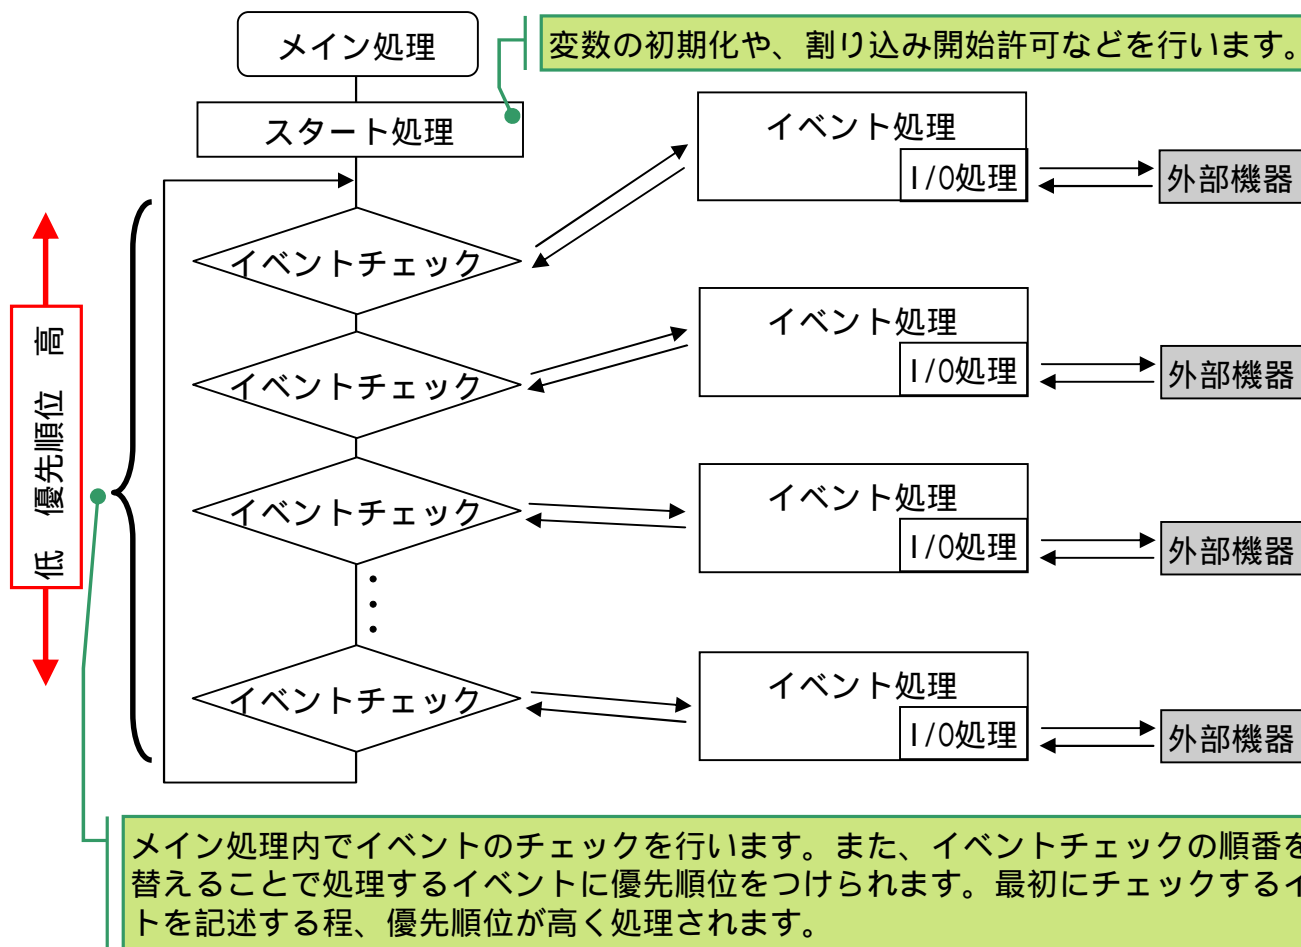 メイン処理
変数の初期化や、割り込み開始許可などを行います。
スタート処理
イベント処理
I/O処理
外部機器
イベントチェック
イベント処理
I/O処理
外部機器
イベントチェック
高
優先順位
低
イベント処理
I/O処理
外部機器
イベントチェック
イベント処理
I/O処理
外部機器
イベントチェック
メイン処理内でイベントのチェックを行います。また、イベントチェックの順番を
替えることで処理するイベントに優先順位をつけられます。最初にチェックするイ
トを記述する程、優先順位が高く処理されます。